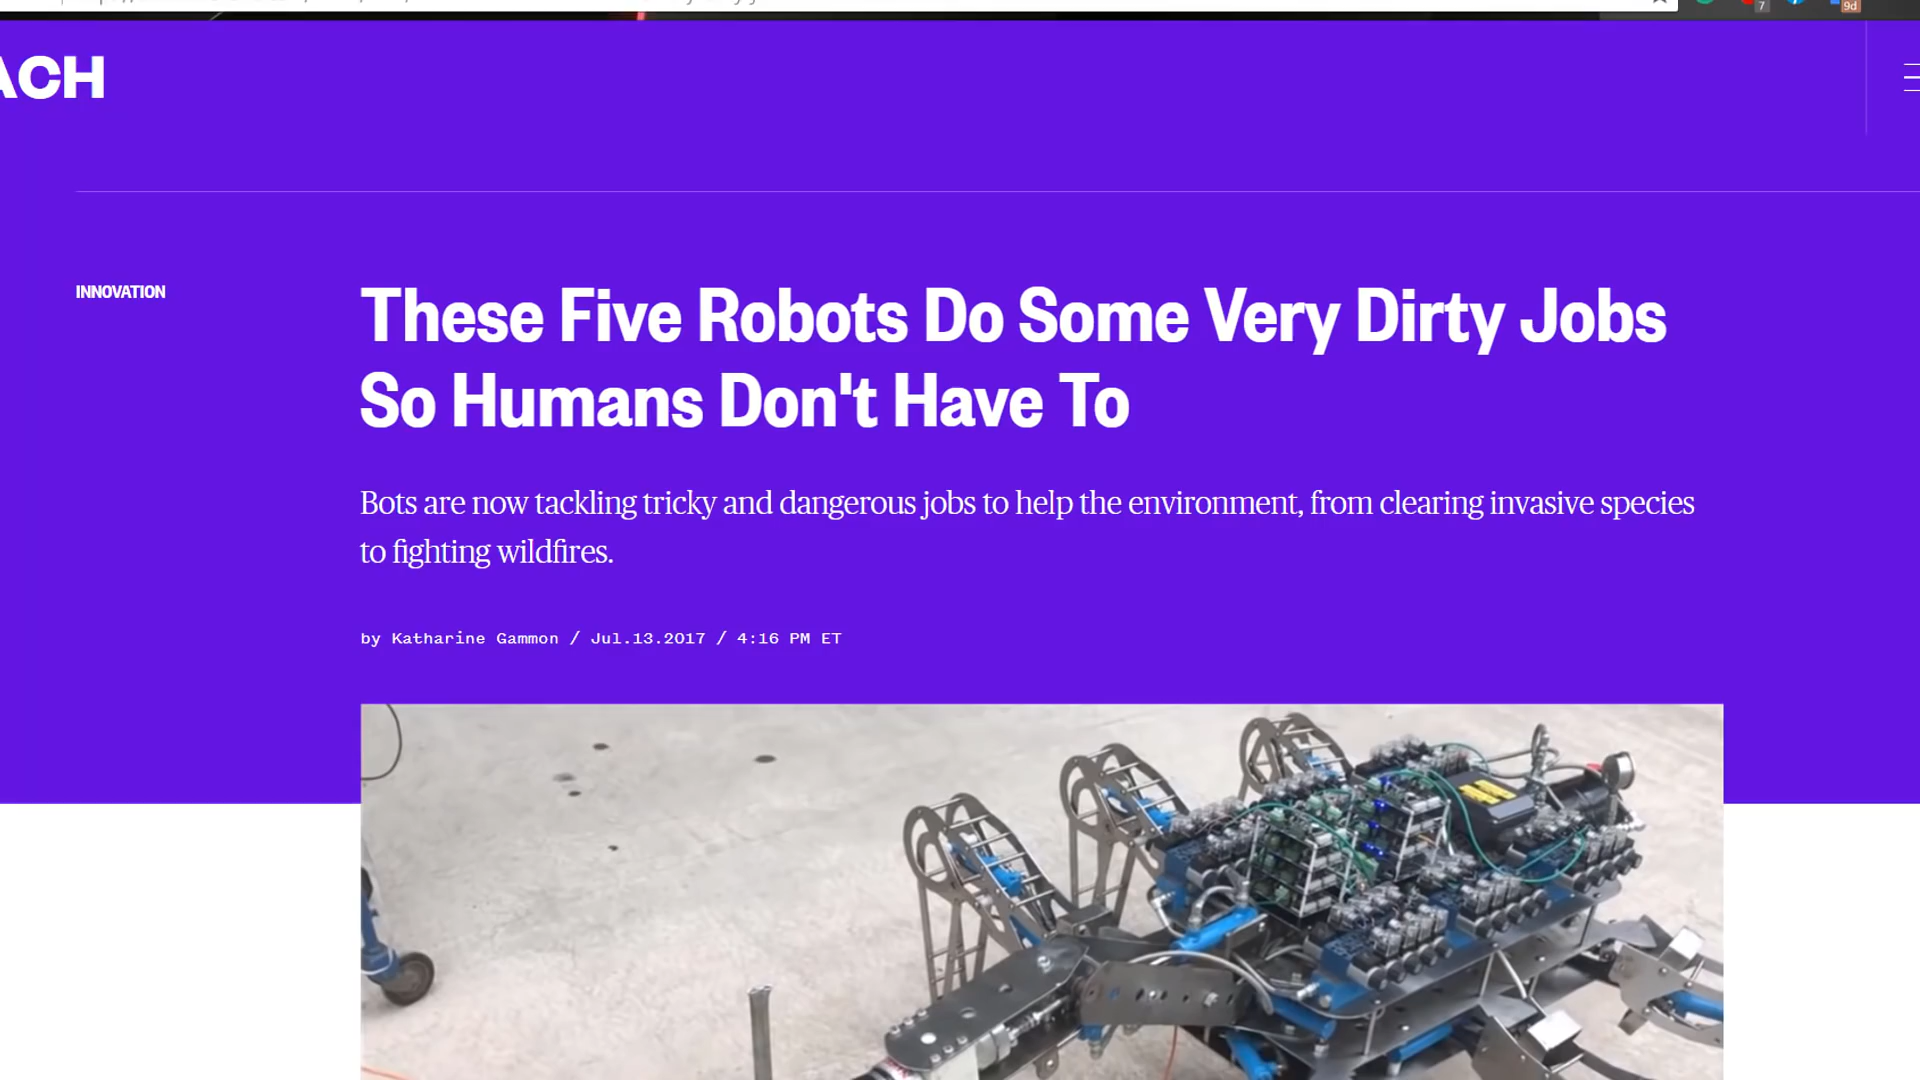 ACH
7
9d
INNOVATION
These Five Robots Do Some Very Dirty Jobs
So Humans Don't Have To
Bots are now tackling tricky and dangerous jobs to help the environment, from clearing invasive species
to fighting wildfires.
by Katharine Gammon / Jul.13.2017 / 4:16 PM ET